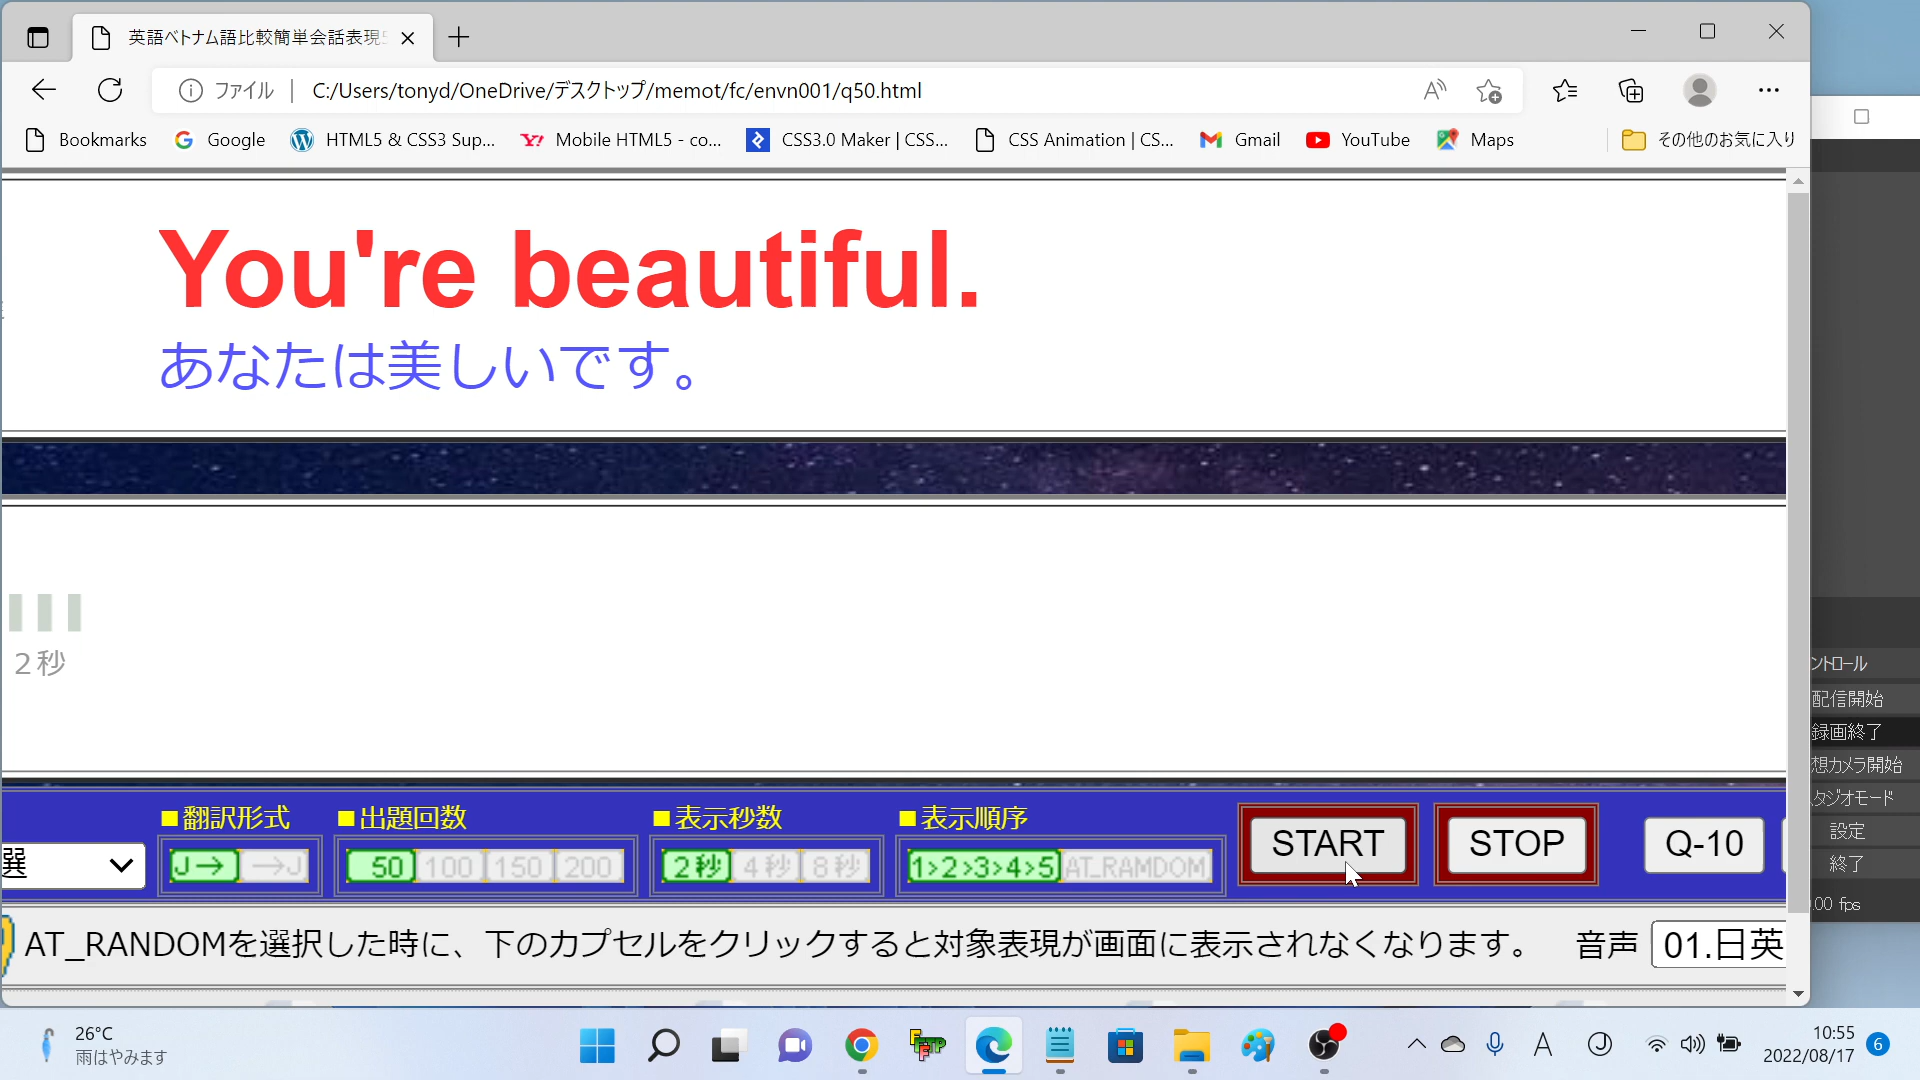 英語ベトナム語比較簡単会話表現
ファイル C:/Users/tonyd/OneDrive/デスクトップ/memot/fc/envn001/q50.html
Bookmarks Google HTML5 & CSS3 Sup... Mobile HTML5 - co... CSS3.0 Maker | CSS... CSS Animation | CS... Gmail YouTube Maps その他のお気に入り
You're beautiful.
あなたは美しいです。
2秒
ントロール
配信開始
録画終了
想カメラ開始
タジオモード
設定
終了
.00 fps
■翻訳形式 ■出題回数 ■表示秒数 ■表示順序
選 J→ →J 50 100 150 200 2秒 4秒 8秒 1>2>3>4>5 AT_RAMDOM START STOP Q-10
AT_RANDOMを選択した時に、下のカプセルをクリックすると対象表現が画面に表示されなくなります。 音声 01.日英
26°C
雨はやみます
FFFTP
A J
10:55
2022/08/17 6